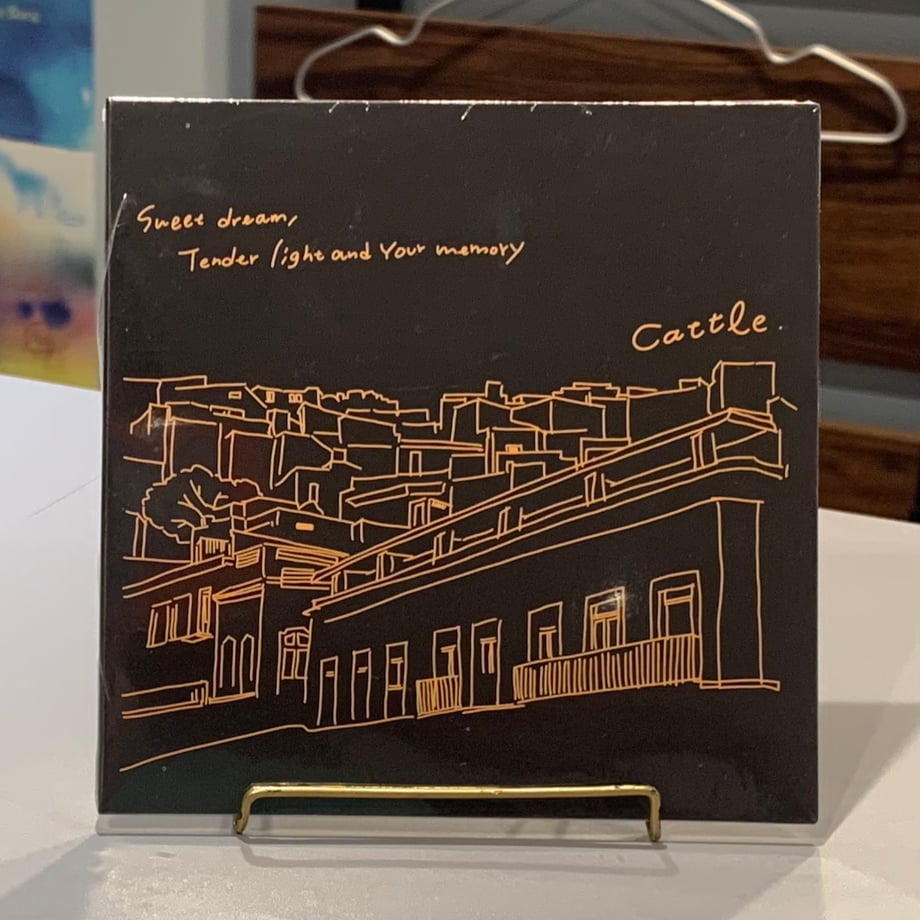 Sweet dream,
Tender light and Your memory
Cattle.